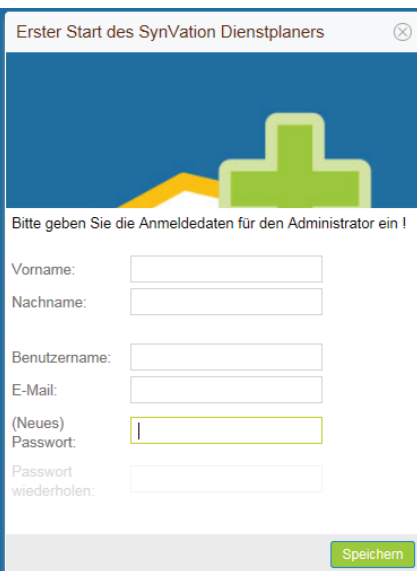 Erster Start des SynVation Dienstplaners
Bitte geben Sie die Anmeldedaten für den Administrator ein !
Vorname:
Nachname:
Benutzername:
E-Mail:
(Neues)
Passwort:
Passwort
wiederholen:
Speichern